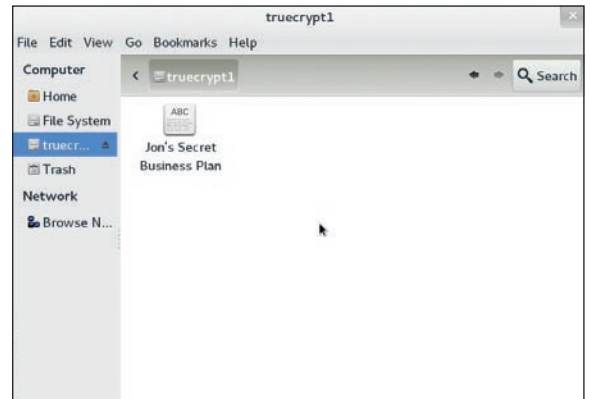 truecrypt1
File Edit View Go Bookmarks Help
Computer
Home
File System
truecr...
Trash
Network
Browse N...
truecrypt1
Search
ABC
Jon's Secret
Business Plan